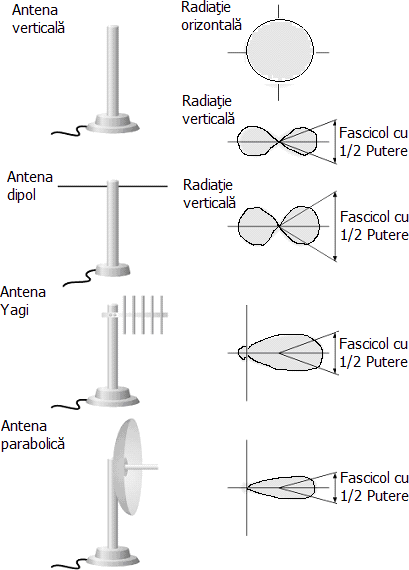 Antena
verticală
Radiaţie
orizontală
Radiaţie
verticală
Fascicol cu
1/2 Putere
Antena
dipol
Radiaţie
verticală
Fascicol cu
1/2 Putere
Antena
Yagi
Fascicol cu
1/2 Putere
Antena
parabolică
Fascicol cu
1/2 Putere